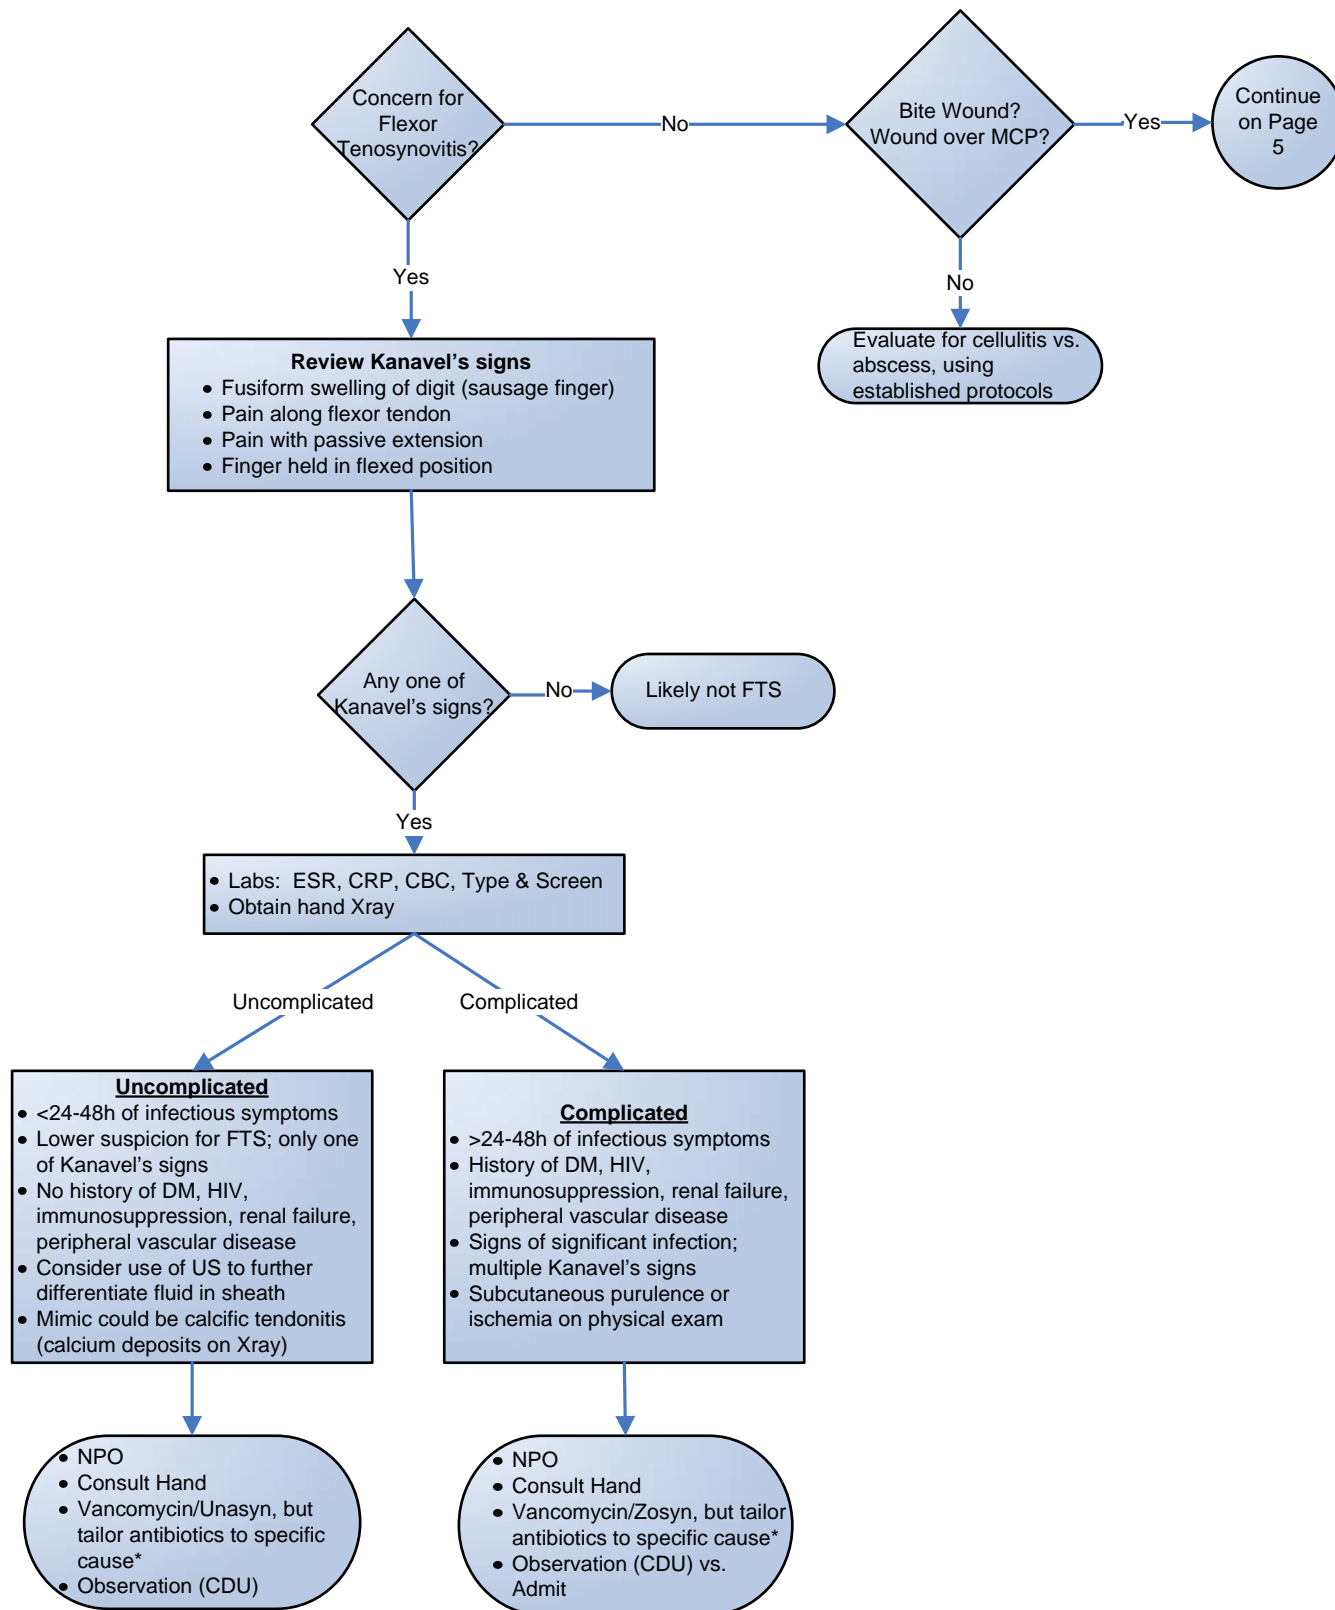 Concern for
Flexor
Tenosynovitis?
No
Bite Wound?
Wound over MCP?
Yes
Continue
on Page
5
Yes
No
Evaluate for cellulitis vs.
abscess, using
established protocols
Review Kanavel's signs
• Fusiform swelling of digit (sausage finger)
• Pain along flexor tendon
• Pain with passive extension
• Finger held in flexed position
Any one of
Kanavel's signs?
No
Likely not FTS
Yes
• Labs:  ESR, CRP, CBC, Type & Screen
• Obtain hand Xray
Uncomplicated
Complicated
Uncomplicated
• <24-48h of infectious symptoms
• Lower suspicion for FTS; only one
of Kanavel's signs
• No history of DM, HIV,
immunosuppression, renal failure,
peripheral vascular disease
• Consider use of US to further
differentiate fluid in sheath
• Mimic could be calcific tendonitis
(calcium deposits on Xray)
Complicated
• >24-48h of infectious symptoms
• History of DM, HIV,
immunosuppression, renal failure,
peripheral vascular disease
• Signs of significant infection;
multiple Kanavel's signs
• Subcutaneous purulence or
ischemia on physical exam
• NPO
• Consult Hand
• Vancomycin/Unasyn, but
tailor antibiotics to specific
cause*
• Observation (CDU)
• NPO
• Consult Hand
• Vancomycin/Zosyn, but tailor
antibiotics to specific cause*
• Observation (CDU) vs.
Admit